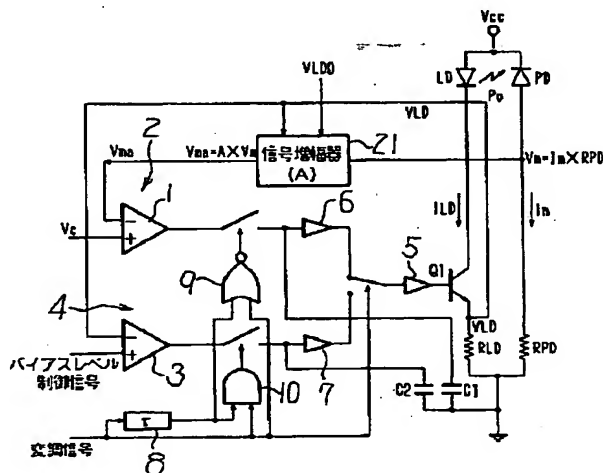 Vcc
LD
PD
Po
VLDO
VLD
2
Vma
Vma=A×Vm
信号増幅器
(A)
21
Vm=Im×RPD
1
Vc
6
ILD
Im
5
Q1
9
4
VLD
3
バイアスレベル
制御信号
10
7
RLD
RPD
C2
C1
τ
変調信号
8